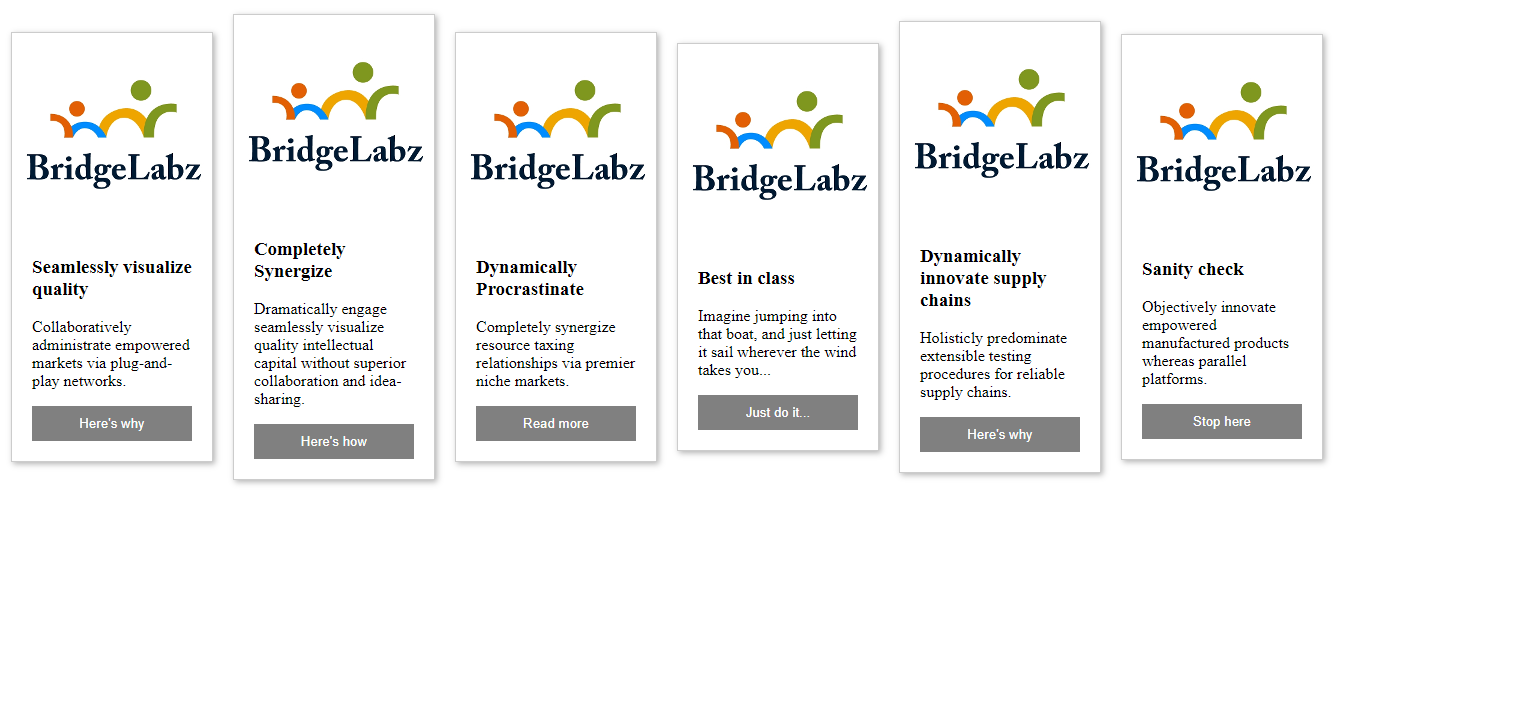 BridgeLabz
Seamlessly visualize
quality
Collaboratively
administrate empowered
markets via plug-and-
play networks.
Here's why
BridgeLabz
Completely
Synergize
Dramatically engage
seamlessly visualize
quality intellectual
capital without superior
collaboration and idea-
sharing.
Here's how
BridgeLabz
Dynamically
Procrastinate
Completely synergize
resource taxing
relationships via premier
niche markets.
Read more
BridgeLabz
Best in class
Imagine jumping into
that boat, and just letting
it sail wherever the wind
takes you...
Just do it...
BridgeLabz
Dynamically
innovate supply
chains
Holisticly predominate
extensible testing
procedures for reliable
supply chains.
Here's why
BridgeLabz
Sanity check
Objectively innovate
empowered
manufactured products
whereas parallel
platforms.
Stop here